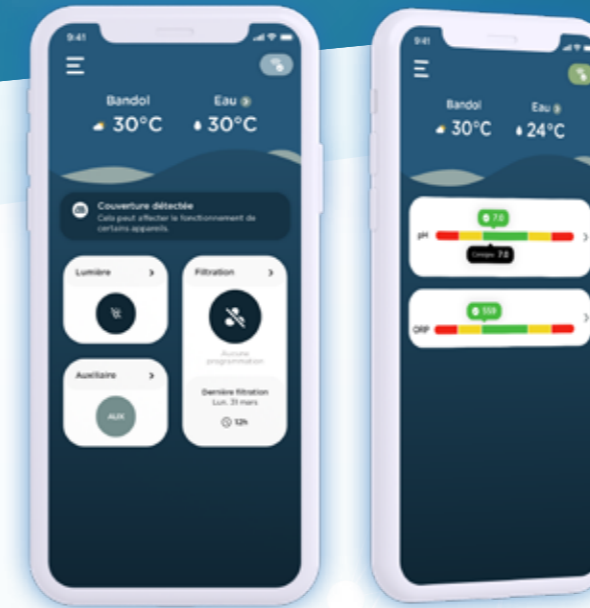 9:41
Bandol
Eau
30°C
30°C
Couverture détectée
Cela peut affecter le fonctionnement de
certains appareils.
Lumière
Filtration
Aucune
programmation
Auxiliaire
AUX
Dernière filtration
Lun. 31 mars
12h
9:41
Bandol
Eau
30°C
24°C
7.0
pH
7.0
ORP